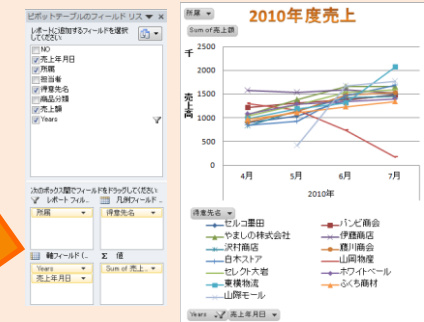 ピボットテーブルのフィールド リスト
レポートに追加するフィールドを選択
してください:
NO
売上年月日
所属
担当者
得意先名
商品分類
売上額
Years
次のボックス間でフィールドをドラッグしてください:
レポート フィル...
凡例フィールド ...
所属
得意先名
軸フィールド (...
Σ 値
Years
売上年月日
Sum of 売上...
所属
2010年度売上
Sum of 売上額
千
売上高
2500
2000
1500
1000
500
0
4月
5月
6月
7月
2010年
得意先名
セルコ墨田
バンビ商会
やましの株式会社
伊藤商店
沢村商店
鷹川商会
白木ストア
山岡物産
セレクト大岩
ホワイトベール
東横物流
ふくち商材
山際モール
Years
売上年月日